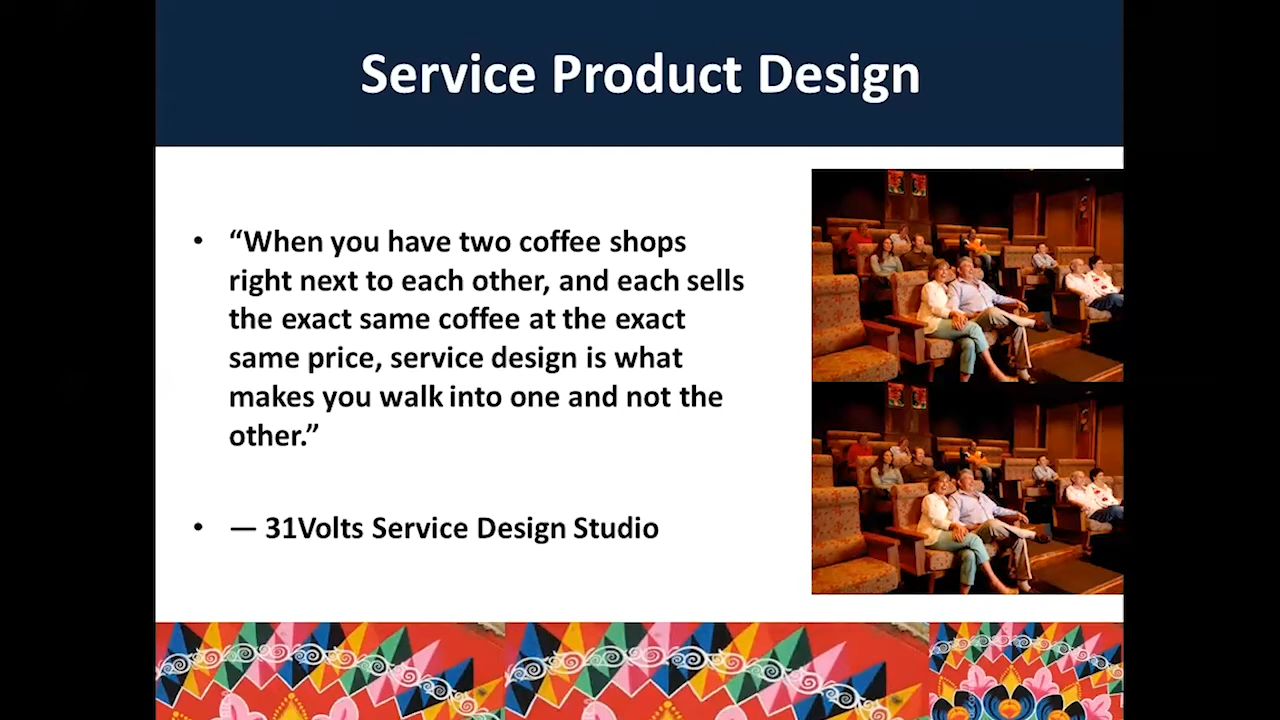 Service Product Design
• “When you have two coffee shops
right next to each other, and each sells
the exact same coffee at the exact
same price, service design is what
makes you walk into one and not the
other.”
• — 31Volts Service Design Studio